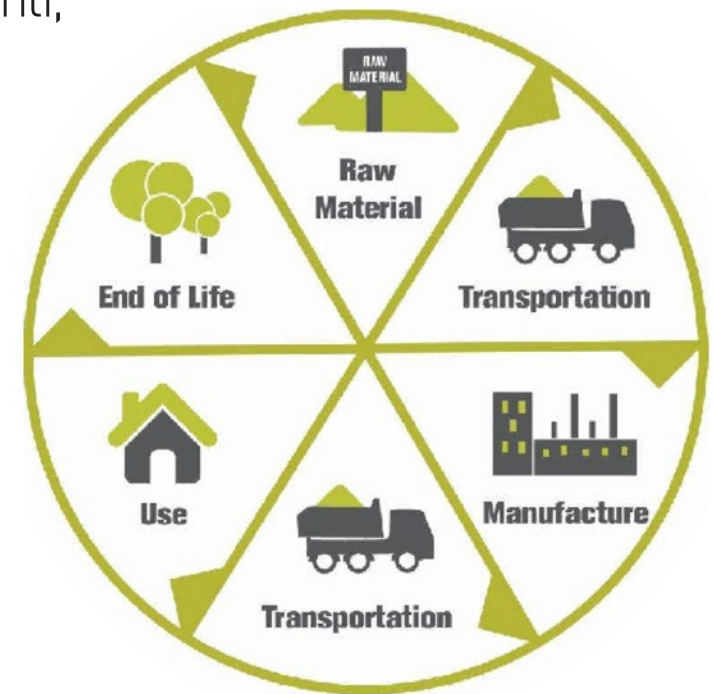 RAW
MATERIAL
Raw
Material
Transportation
Manufacture
Transportation
Use
End of Life